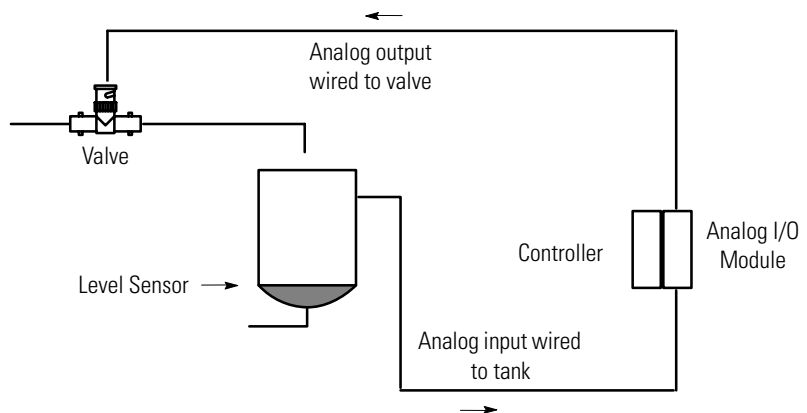 Analog output
wired to valve
Valve
Controller
Analog I/O
Module
Level Sensor
Analog input wired
to tank